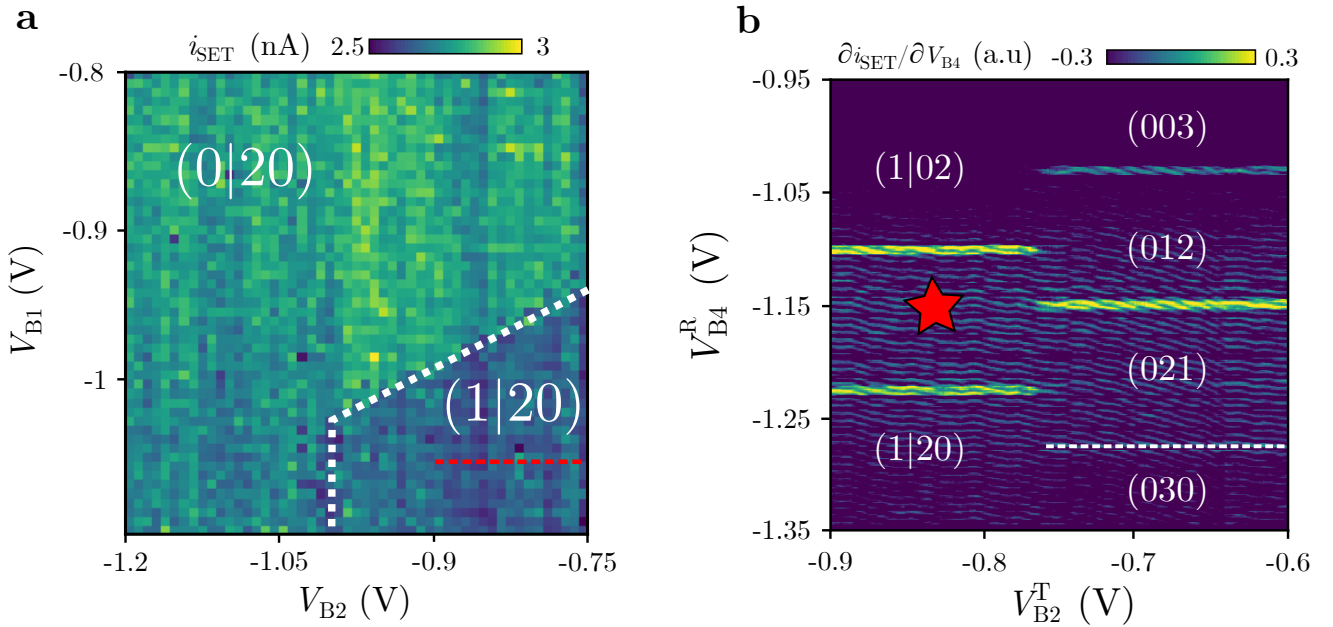 a
i_SET (nA) 2.5 3
-0.8
-0.9
-1
V_B1 (V)
(0|20)
(1|20)
-1.2 -1.05 -0.9 -0.75
V_B2 (V)
b
∂i_SET/∂V_B4 (a.u) -0.3 0.3
-0.95
-1.05
-1.15
-1.25
-1.35
V_B4^R (V)
(003)
(1|02)
(012)
(021)
(1|20)
(030)
-0.9 -0.8 -0.7 -0.6
V_B2^T (V)